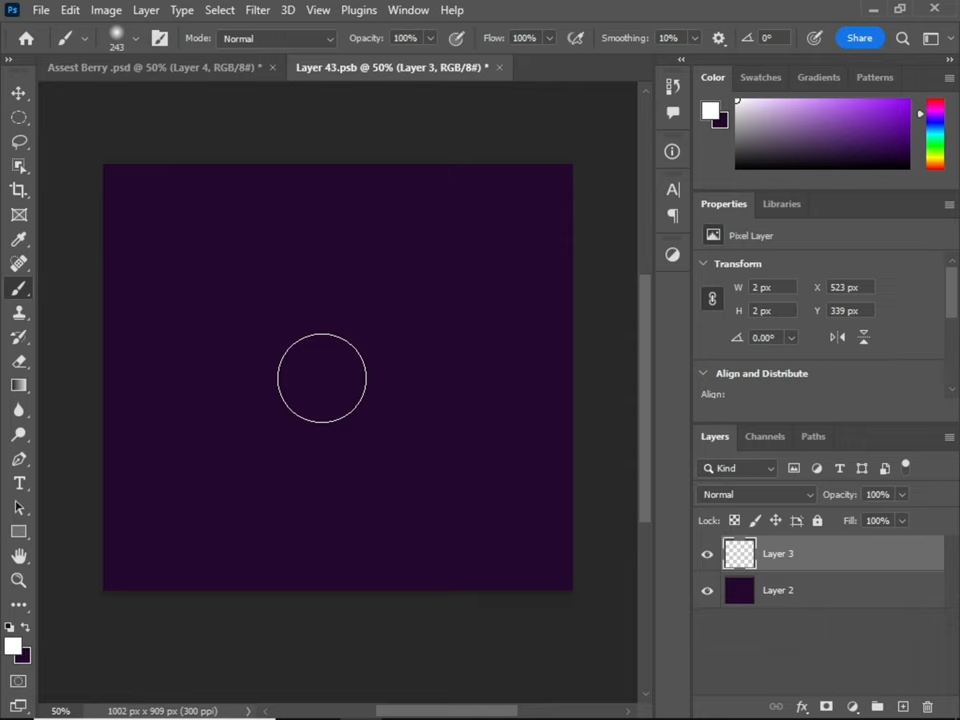 Ps File Edit Image Layer Type Select Filter 3D View Plugins Window Help
243 Mode: Normal Opacity: 100% Flow: 100% Smoothing: 10% 0° Share
Assest Berry .psd @ 50% (Layer 4, RGB/8#) * × Layer 43.psb @ 50% (Layer 3, RGB/8#) * ×
Color Swatches Gradients Patterns
Properties Libraries
Pixel Layer
Transform
W 2 px X 523 px
H 2 px Y 339 px
0.00°
Align and Distribute
Align:
Layers Channels Paths
Kind
Normal Opacity: 100%
Lock: Fill: 100%
Layer 3
Layer 2
50% 1002 px x 909 px (300 ppi)